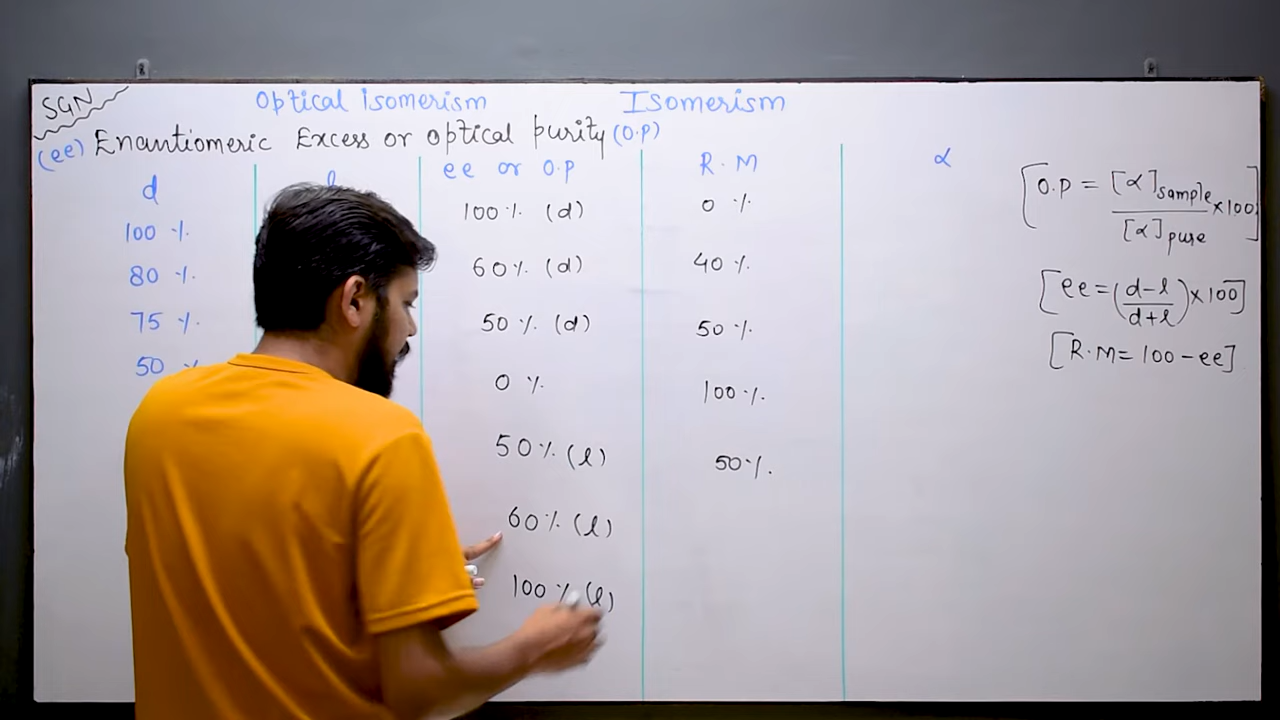 SGN
Optical isomerism Isomerism
(ee) Enantiomeric Excess or optical purity (O.P)
d ee or O.P R.M α
100 % 100 % (d) 0 %
80 % 60 % (d) 40 %
75 % 50 % (d) 50 %
50 % 0 % 100 %
50 % (l) 50 %
60 % (l)
100 % (l)
[O.P = [α]sample
[α]pure ×100]
[ee = (d-l
d+l) ×100]
[R.M = 100 - ee]